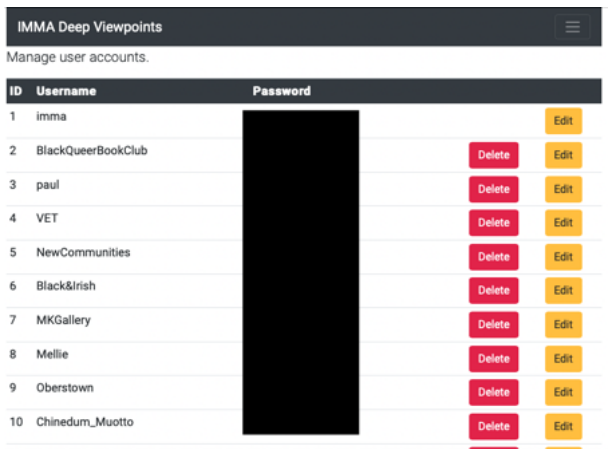 IMMA Deep Viewpoints
Manage user accounts.
ID Username Password
1 imma Edit
2 BlackQueerBookClub Delete Edit
3 paul Delete Edit
4 VET Delete Edit
5 NewCommunities Delete Edit
6 Black&Irish Delete Edit
7 MKGallery Delete Edit
8 Mellie Delete Edit
9 Oberstown Delete Edit
10 Chinedum_Muotto Delete Edit